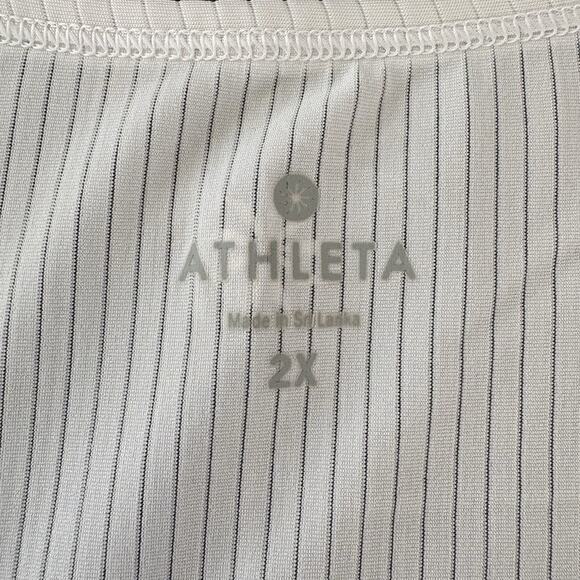 ATHLETA
Made in Sri Lanka
2X